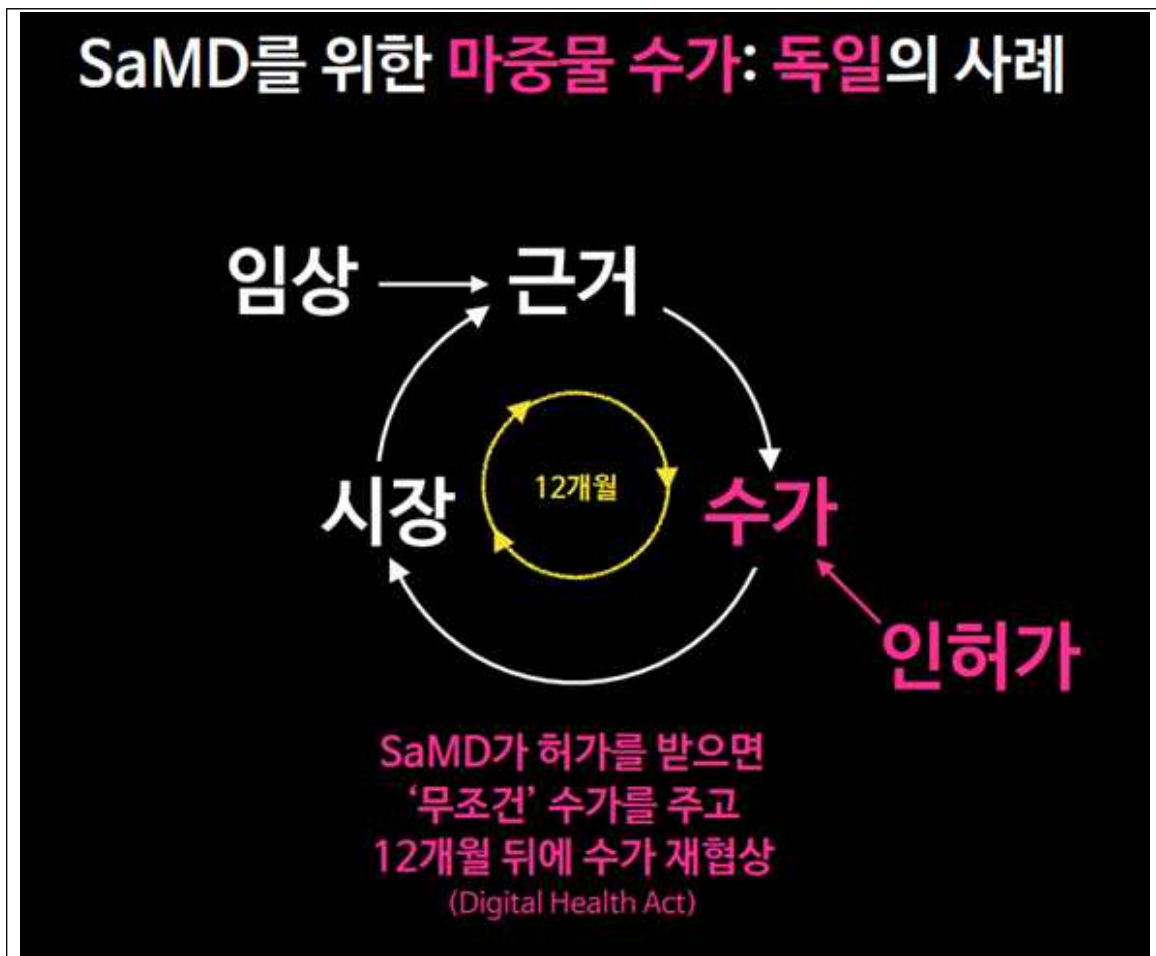 SaMD를 위한 마중물 수가: 독일의 사례
임상
근거
시장
12개월
수가
인허가
SaMD가 허가를 받으면
‘무조건’ 수가를 주고
12개월 뒤에 수가 재협상
(Digital Health Act)